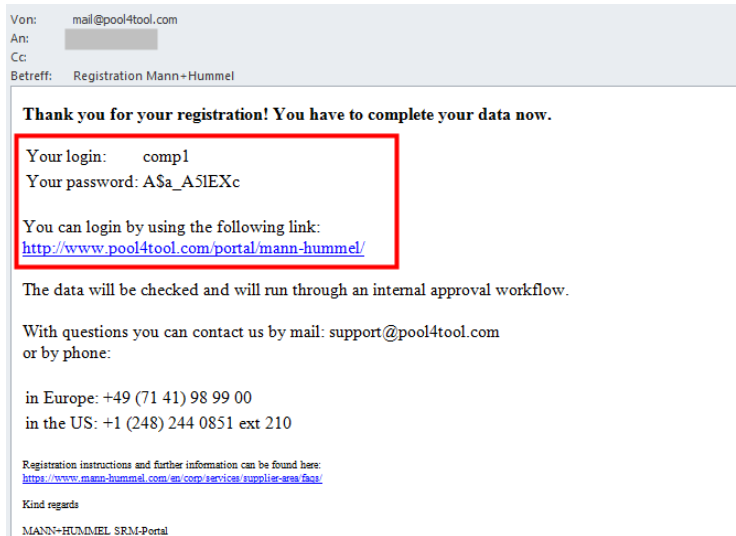 Von: mail@pool4tool.com
An:
Cc:
Betreff: Registration Mann+Hummel
Thank you for your registration! You have to complete your data now.
Your login: comp1
Your password: A$a_A5lEXc
You can login by using the following link:
http://www.pool4tool.com/portal/mann-hummel/
The data will be checked and will run through an internal approval workflow.
With questions you can contact us by mail: support@pool4tool.com
or by phone:
in Europe: +49 (71 41) 98 99 00
in the US: +1 (248) 244 0851 ext 210
Registration instructions and further information can be found here:
https://www.mann-hummel.com/en/corp/services/supplier-area/faqs/
Kind regards
MANN+HUMMEL SRM-Portal